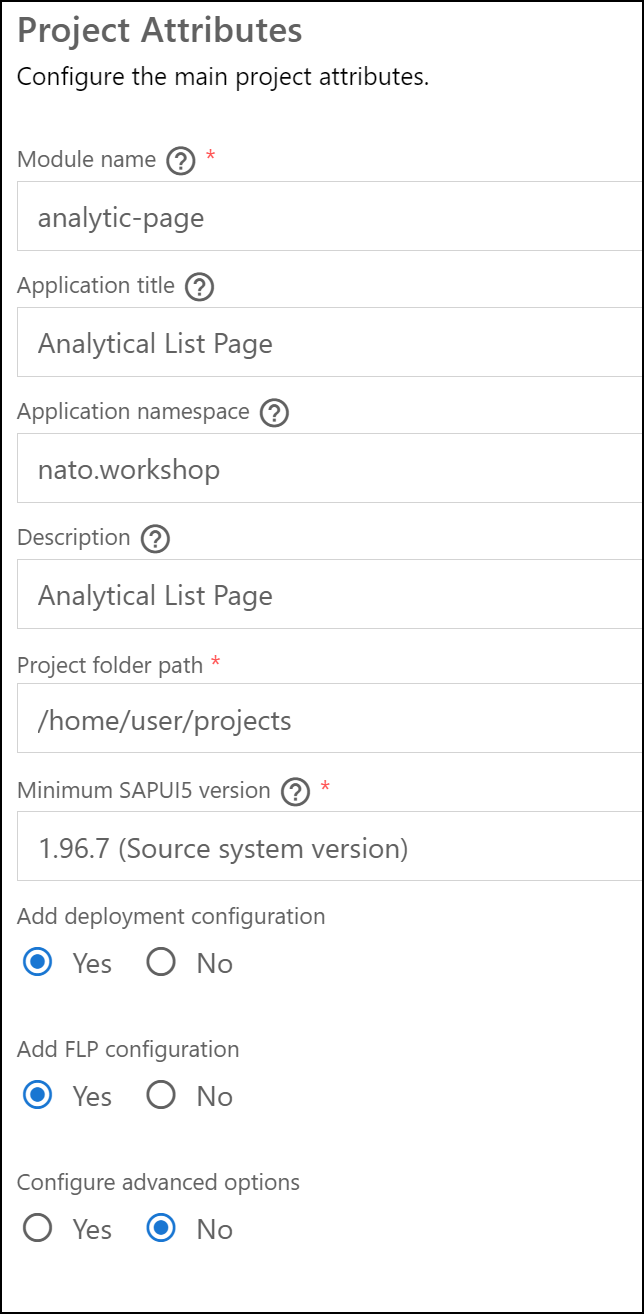 Project Attributes
Configure the main project attributes.
Module name ? *
analytic-page
Application title ?
Analytical List Page
Application namespace ?
nato.workshop
Description ?
Analytical List Page
Project folder path *
/home/user/projects
Minimum SAPUI5 version ? *
1.96.7 (Source system version)
Add deployment configuration
Yes No
Add FLP configuration
Yes No
Configure advanced options
Yes No